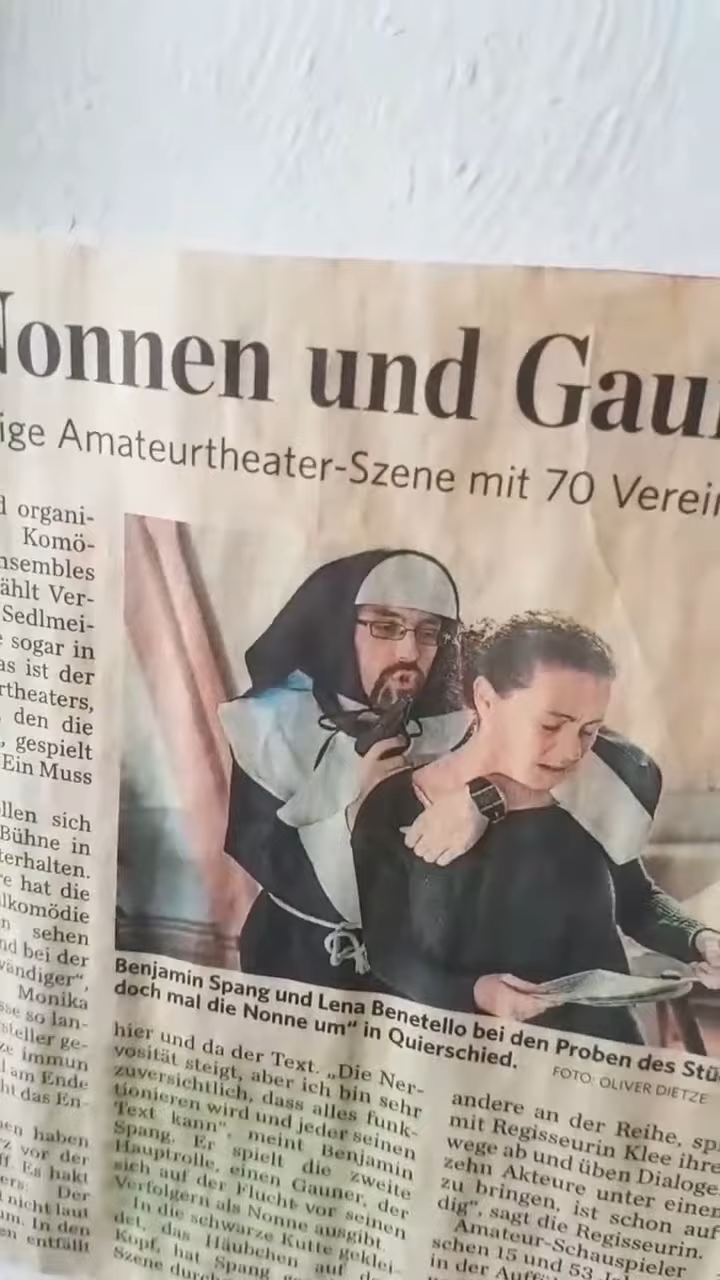 onnen und Gau
ige Amateurtheater-Szene mit 70 Verein
d organi-
Komö-
nsembles
ählt Ver-
Sedlmei-
e sogar in
as ist der
rtheaters,
, den die
, gespielt
Ein Muss
llen sich
Bühne in
terhalten.
re hat die
lkomödie
n sehen
nd bei der
vändiger“,
Monika
sse so lan-
steller ge-
ze immun
l am Ende
ht das En-
en haben
z vor der
ff. Es hakt
ers: Der
l nicht laut
um. In den
en entfällt
Benjamin Spang und Lena Benetello bei den Proben des Stü
doch mal die Nonne um“ in Quierschied.
FOTO: OLIVER DIETZE
hier und da der Text. „Die Ner-
vosität steigt, aber ich bin sehr
zuversichtlich, dass alles funk-
tionieren wird und jeder seinen
Text kann“, meint Benjamin
Spang. Er spielt die zweite
Hauptrolle, einen Gauner, der
sich auf der Flucht vor seinen
Verfolgern als Nonne ausgibt.
In die schwarze Kutte geklei-
det, das Häubchen auf d
Kopf, hat Spang
Szene durc
andere an der Reihe, sp
mit Regisseurin Klee ihre
wege ab und üben Dialoge
zehn Akteure unter einen
zu bringen, ist schon auf
dig“, sagt die Regisseurin.
Amateur-Schauspieler
schen 15 und 53 J
in der Auff